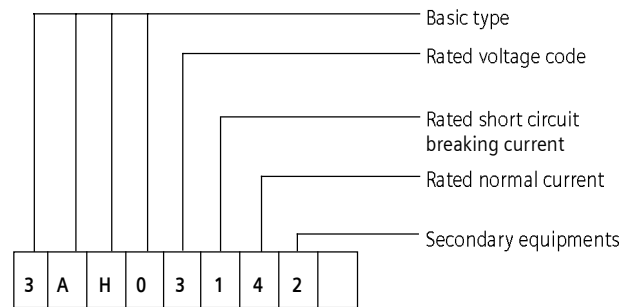 Basic type
Rated voltage code
Rated short circuit
breaking current
Rated normal current
Secondary equipments
3 A H 0 3 1 4 2